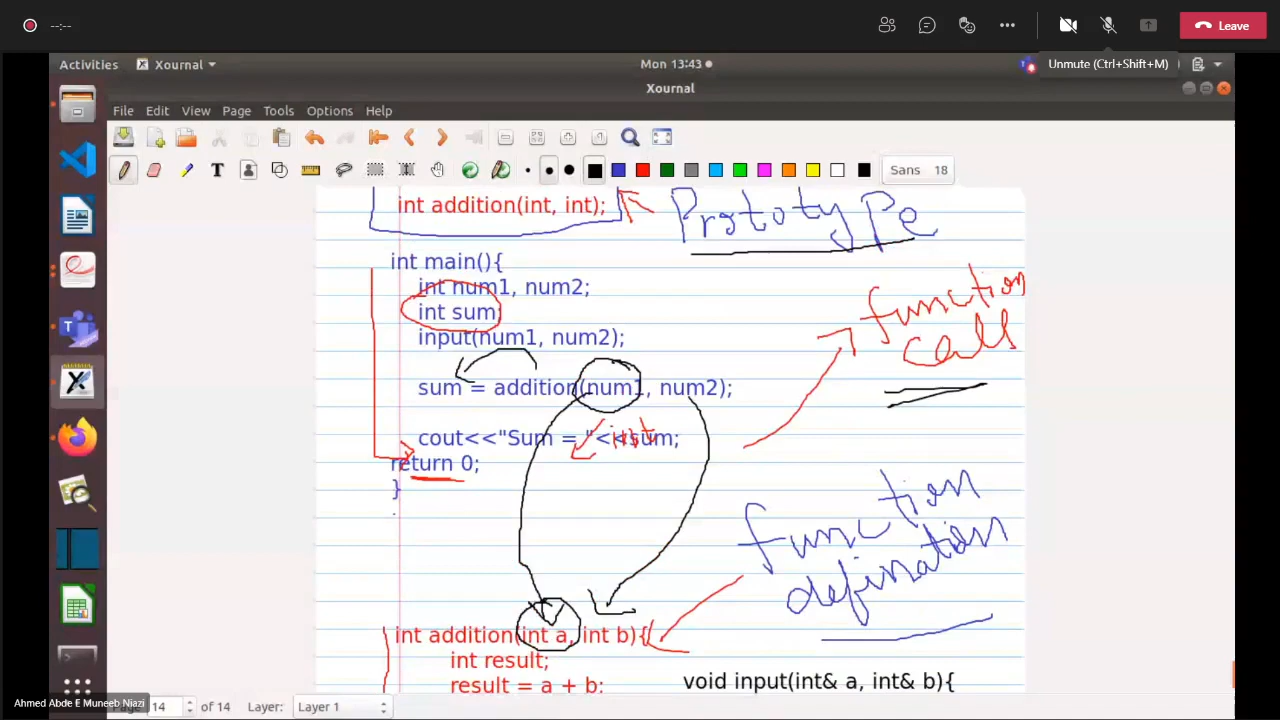 --:--
Leave
Activities
Xournal
Mon 13:43
Unmute (Ctrl+Shift+M)
Xournal
File Edit View Page Tools Options Help
Sans 18
int addition(int, int);
Prototype
int main(){
int num1, num2;
int sum
input(num1, num2);
function
call
sum = addition(num1, num2);
cout<<"Sum = "<<sum;
int
return 0;
}
function
defination
int addition(int a, int b){
int result;
result = a + b;
void input(int& a, int& b){
Ahmed Abde E Muneeb Niazi
Page 14 of 14 Layer: Layer 1